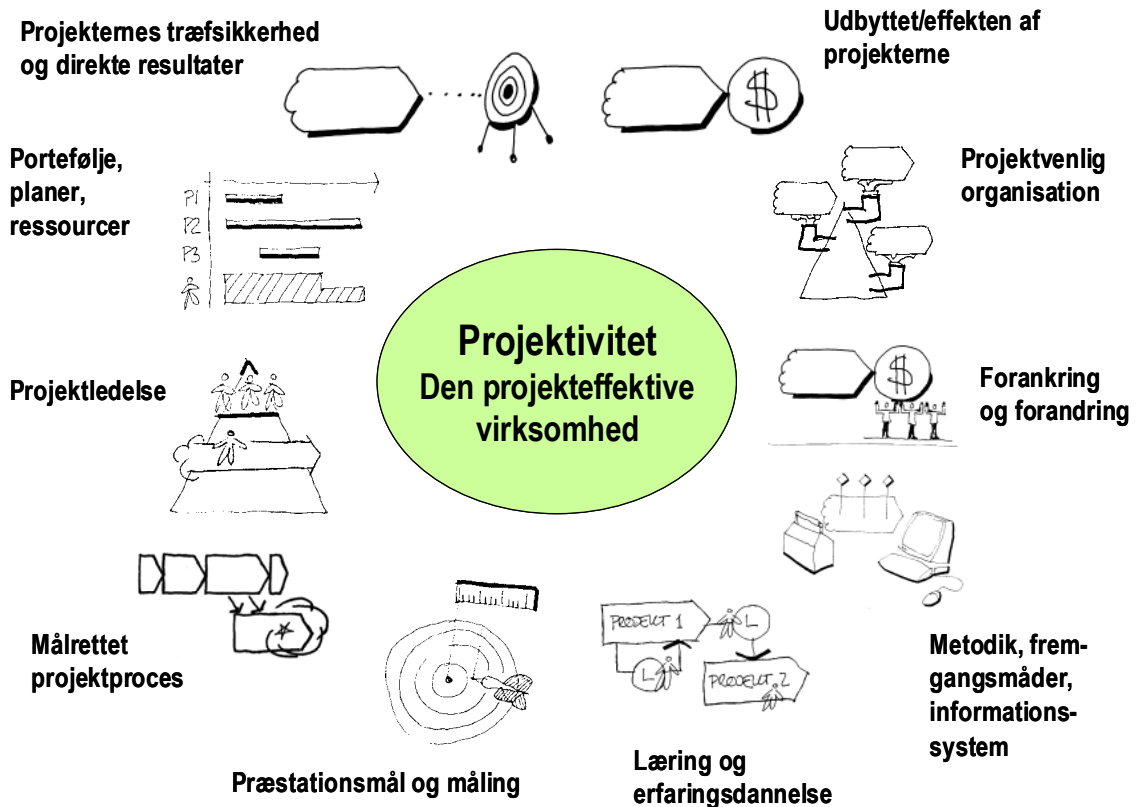 Projekternes træfsikkerhed
og direkte resultater
$
Udbyttet/effekten af
projekterne
Portefølje,
planer,
ressourcer
P1
P2
P3
Projektvenlig
organisation
Projektivitet
Den projekteffektive
virksomhed
Projektledelse
$
Forankring
og forandring
Målrettet
projektproces
PROJEKT 1
L
L
PROJEKT 2
Metodik, frem-
gangsmåder,
informations-
system
Præstationsmål og måling
Læring og
erfaringsdannelse